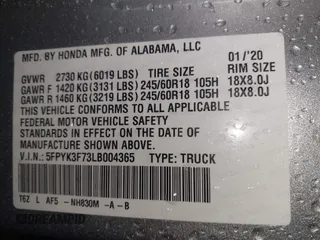 MFD. BY HONDA MFG. OF ALABAMA, LLC
01/'20
GVWR 2730 KG(6019 LBS) TIRE SIZE RIM SIZE
GAWR F 1420 KG(3131 LBS) 245/60R18 105H 18X8.0J
GAWR R 1460 KG(3219 LBS) 245/60R18 105H 18X8.0J
THIS VEHICLE CONFORMS TO ALL APPLICABLE
FEDERAL MOTOR VEHICLE SAFETY
STANDARDS IN EFFECT ON THE DATE OF
Manufacture SHOWN ABOVE.
V.I.N: 5FPYK3F73LB004365 TYPE: TRUCK
T6Z L AF5 -NH830M -A -B